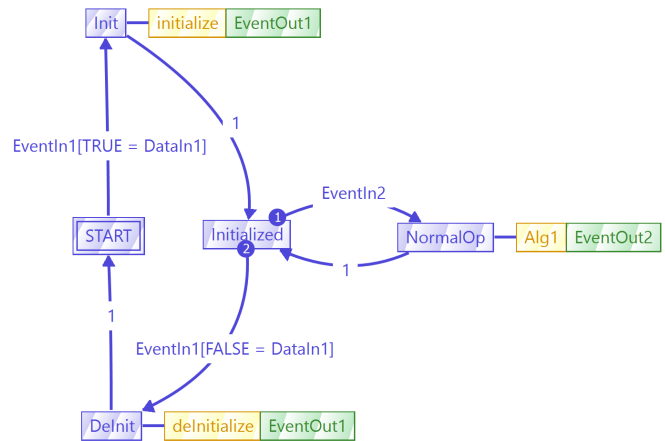 Init initialize EventOut1
1
EventIn1[TRUE = DataIn1]
EventIn2
1
START Initialized NormalOp Alg1 EventOut2
2
1
1
EventIn1[FALSE = DataIn1]
DeInit deInitialize EventOut1